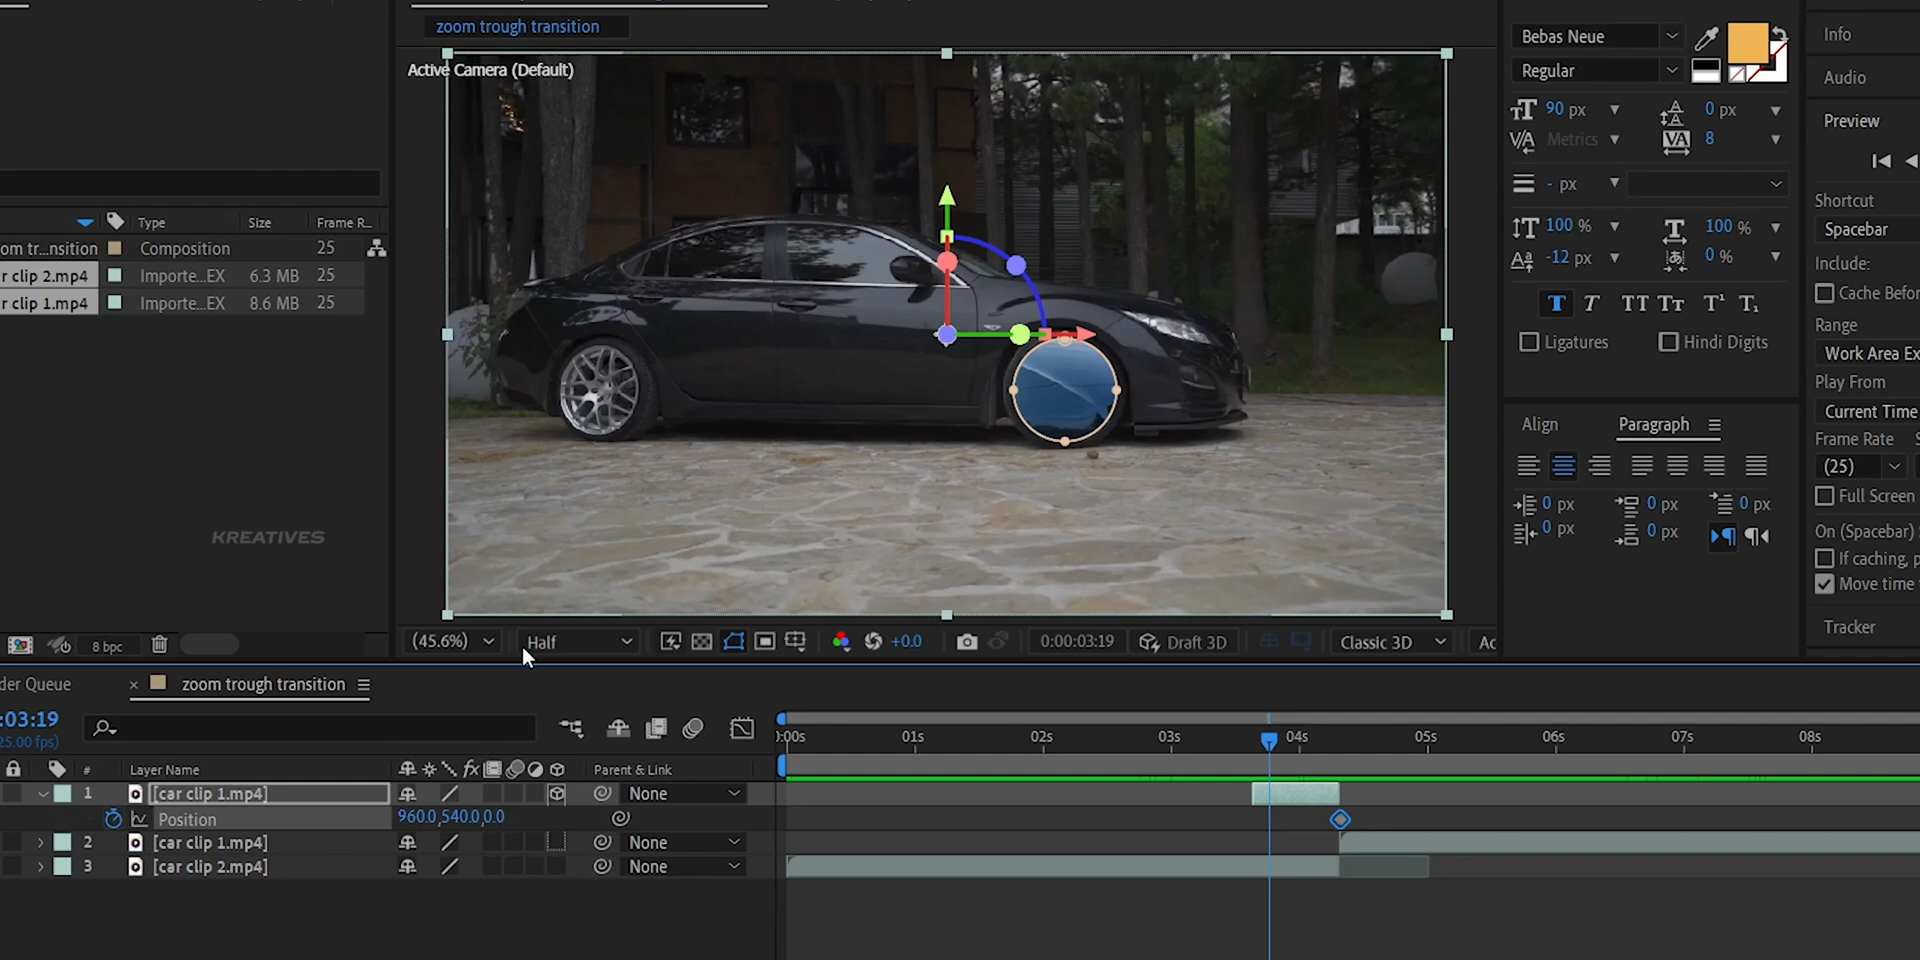 zoom trough transition
Active Camera (Default)
Type Size Frame R...
om tr...nsition Composition 25
r clip 2.mp4 Importe...EX 6.3 MB 25
r clip 1.mp4 Importe...EX 8.6 MB 25
KREATIVES
8 bpc
(45.6%) Half +0.0 0:00:03:19 Draft 3D Classic 3D Ac
Bebas Neue
Regular
90 px 0 px
Metrics 8
- px
100 % 100 %
-12 px 0 %
T T TT Tt T¹ T₁
Ligatures Hindi Digits
Align Paragraph
0 px 0 px 0 px
0 px 0 px
Info
Audio
Preview
Shortcut
Spacebar
Include:
Cache Befor
Range
Work Area Ex
Play From
Current Time
Frame Rate S
(25)
Full Screen
On (Spacebar)
If caching, p
Move time
Tracker
der Queue × zoom trough transition
:03:19
25.00 fps)
:00s 01s 02s 03s 04s 05s 06s 07s 08s
# Layer Name fx Parent & Link
1 [car clip 1.mp4] None
Position 960.0,540.0,0.0
2 [car clip 1.mp4] None
3 [car clip 2.mp4] None